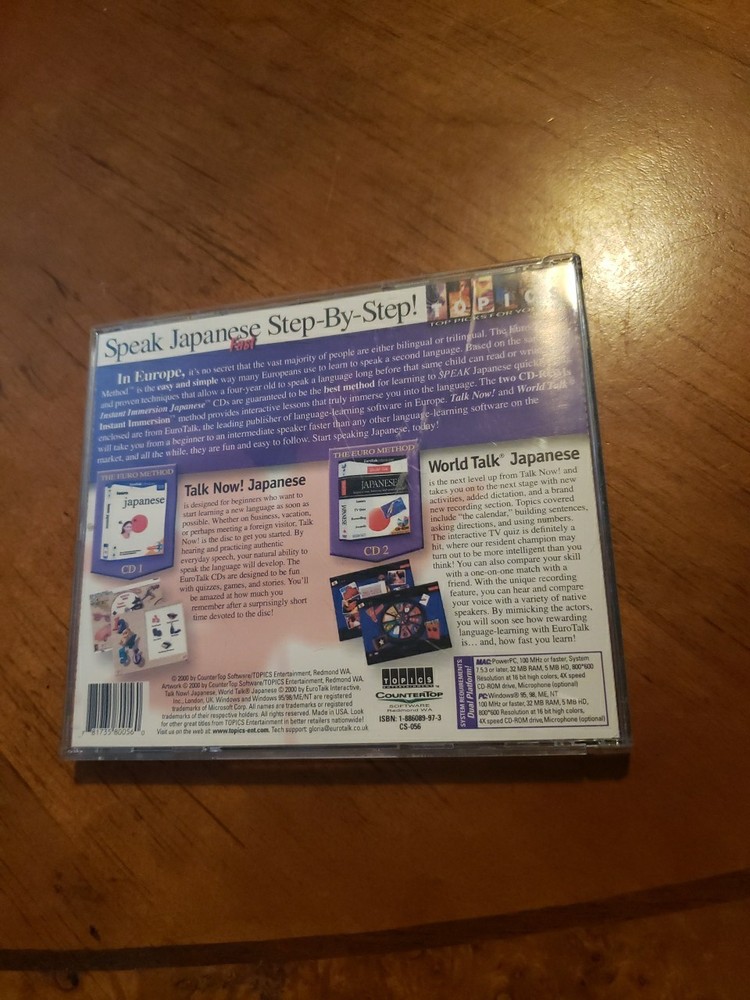 Speak Japanese Step-By-Step!
Fast
TOPICS
TOP PICKS FOR YOU
In Europe, it's no secret that the vast majority of people are either bilingual or trilingual. The Euro
Method™ is the easy and simple way many Europeans use to learn to speak a second language. Based on the
and proven techniques that allow a four-year old to speak a language long before that same child can read or write
Instant Immersion Japanese™ CDs are guaranteed to be the best method for learning to SPEAK Japanese quick
Instant Immersion™ method provides interactive lessons that truly immerse you into the language. The two CD-ROMs
enclosed are from EuroTalk, the leading publisher of language-learning software in Europe. Talk Now! and World Talk
will take you from a beginner to an intermediate speaker faster than any other language-learning software on the
market, and all the while, they are fun and easy to follow. Start speaking Japanese, today!
THE EURO METHOD
japanese
CD 1
Talk Now! Japanese
is designed for beginners who want to
start learning a new language as soon as
possible. Whether on business, vacation,
or perhaps meeting a foreign visitor, Talk
Now! is the disc to get you started. By
hearing and practicing authentic
everyday speech, your natural ability to
speak the language will develop. The
EuroTalk CDs are designed to be fun
with quizzes, games, and stories. You'll
be amazed at how much you
remember after a surprisingly short
time devoted to the disc!
THE EURO METHOD
JAPANESE
CD 2
World Talk® Japanese
is the next level up from Talk Now! and
takes you on to the next stage with new
activities, added dictation, and a brand
new recording section. Topics covered
include "the calendar," building sentences,
asking directions, and using numbers.
The interactive TV quiz is definitely a
hit, where our resident champion may
turn out to be more intelligent than you
think! You can also compare your skill
with a one-on-one match with a
friend. With the unique recording
feature, you can hear and compare
your voice with a variety of native
speakers. By mimicking the actors,
you will soon see how rewarding
language-learning with EuroTalk
is... and, how fast you learn!
© 2000 by CounterTop Software/TOPICS Entertainment, Redmond WA.
Artwork © 2000 by CounterTop Software/TOPICS Entertainment, Redmond WA.
Talk Now! Japanese, World Talk® Japanese © 2000 by EuroTalk Interactive,
Inc., London, UK. Windows and Windows 95/98/ME/NT are registered
trademarks of Microsoft Corp. All names are trademarks or registered
trademarks of their respective holders. All rights reserved. Made in USA. Look
for other great titles from TOPICS Entertainment in better retailers nationwide!
Visit us on the web at: www.topics-ent.com. Tech support: gloria@eurotalk.co.uk
7 81735 80056 0
TOPICS
ENTERTAINMENT
COUNTERTOP
SOFTWARE
Redmond WA
ISBN: 1-886089-97-3
CS-056
SYSTEM REQUIREMENTS:
Dual Platform!
MAC: PowerPC, 100 MHz or faster, System
7.5.3 or later, 32 MB RAM, 5 MB HD, 800*600
Resolution at 16 bit high colors, 4X speed
CD-ROM drive, Microphone (optional)
PC: Windows® 95, 98, ME, NT
100 MHz or faster, 32 MB RAM, 5 Mb HD,
800*600 Resolution at 16 bit high colors,
4X speed CD-ROM drive, Microphone (optional)